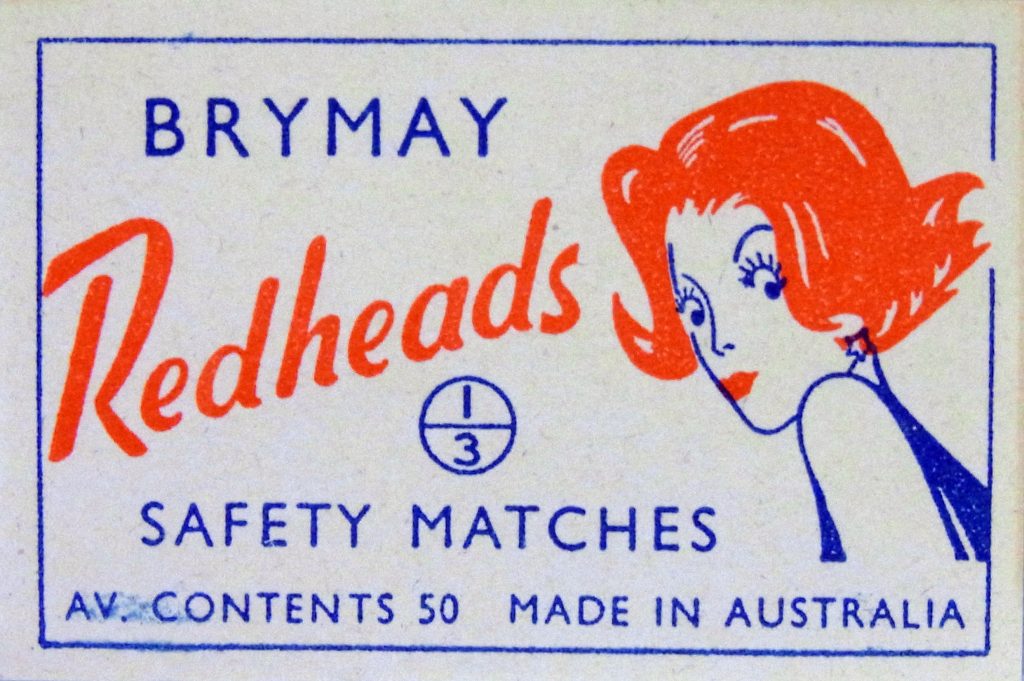 BRYMAY
Redheads
1
3
SAFETY MATCHES
AV. CONTENTS 50 MADE IN AUSTRALIA